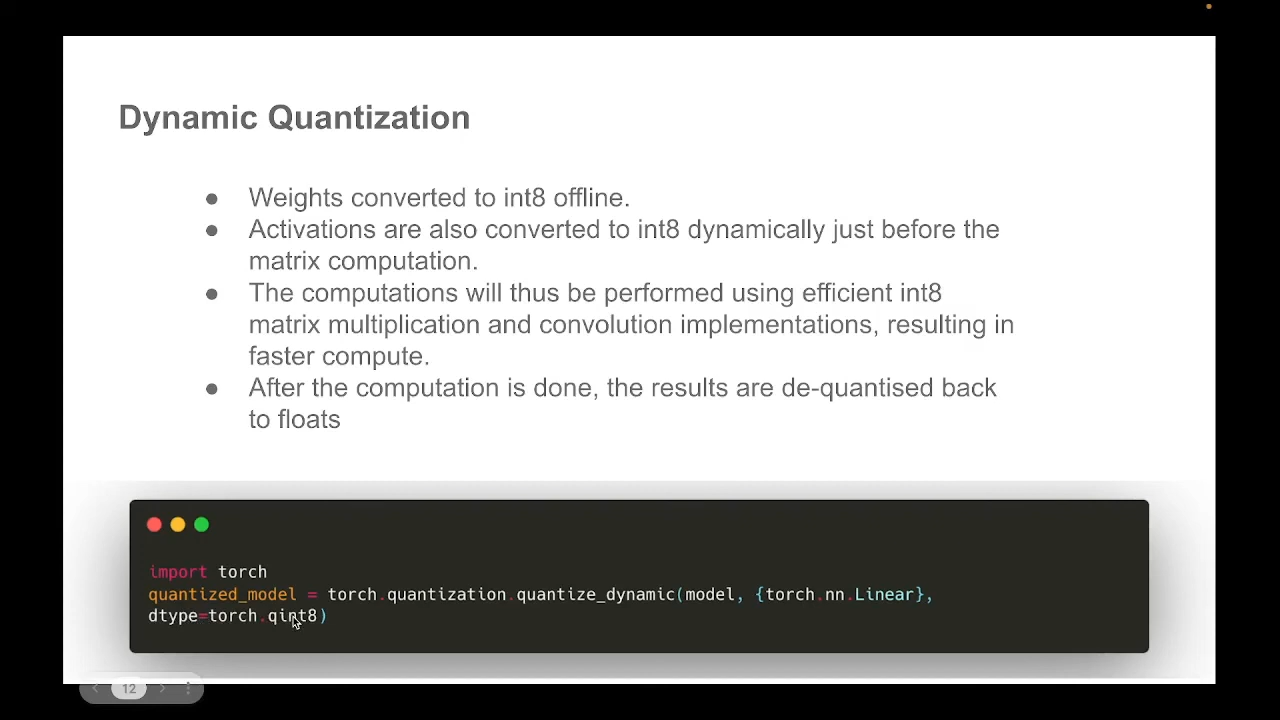 Dynamic Quantization
● Weights converted to int8 offline.
● Activations are also converted to int8 dynamically just before the
matrix computation.
● The computations will thus be performed using efficient int8
matrix multiplication and convolution implementations, resulting in
faster compute.
● After the computation is done, the results are de-quantised back
to floats
import torch
quantized_model = torch.quantization.quantize_dynamic(model, {torch.nn.Linear},
dtype=torch.qint8)
12